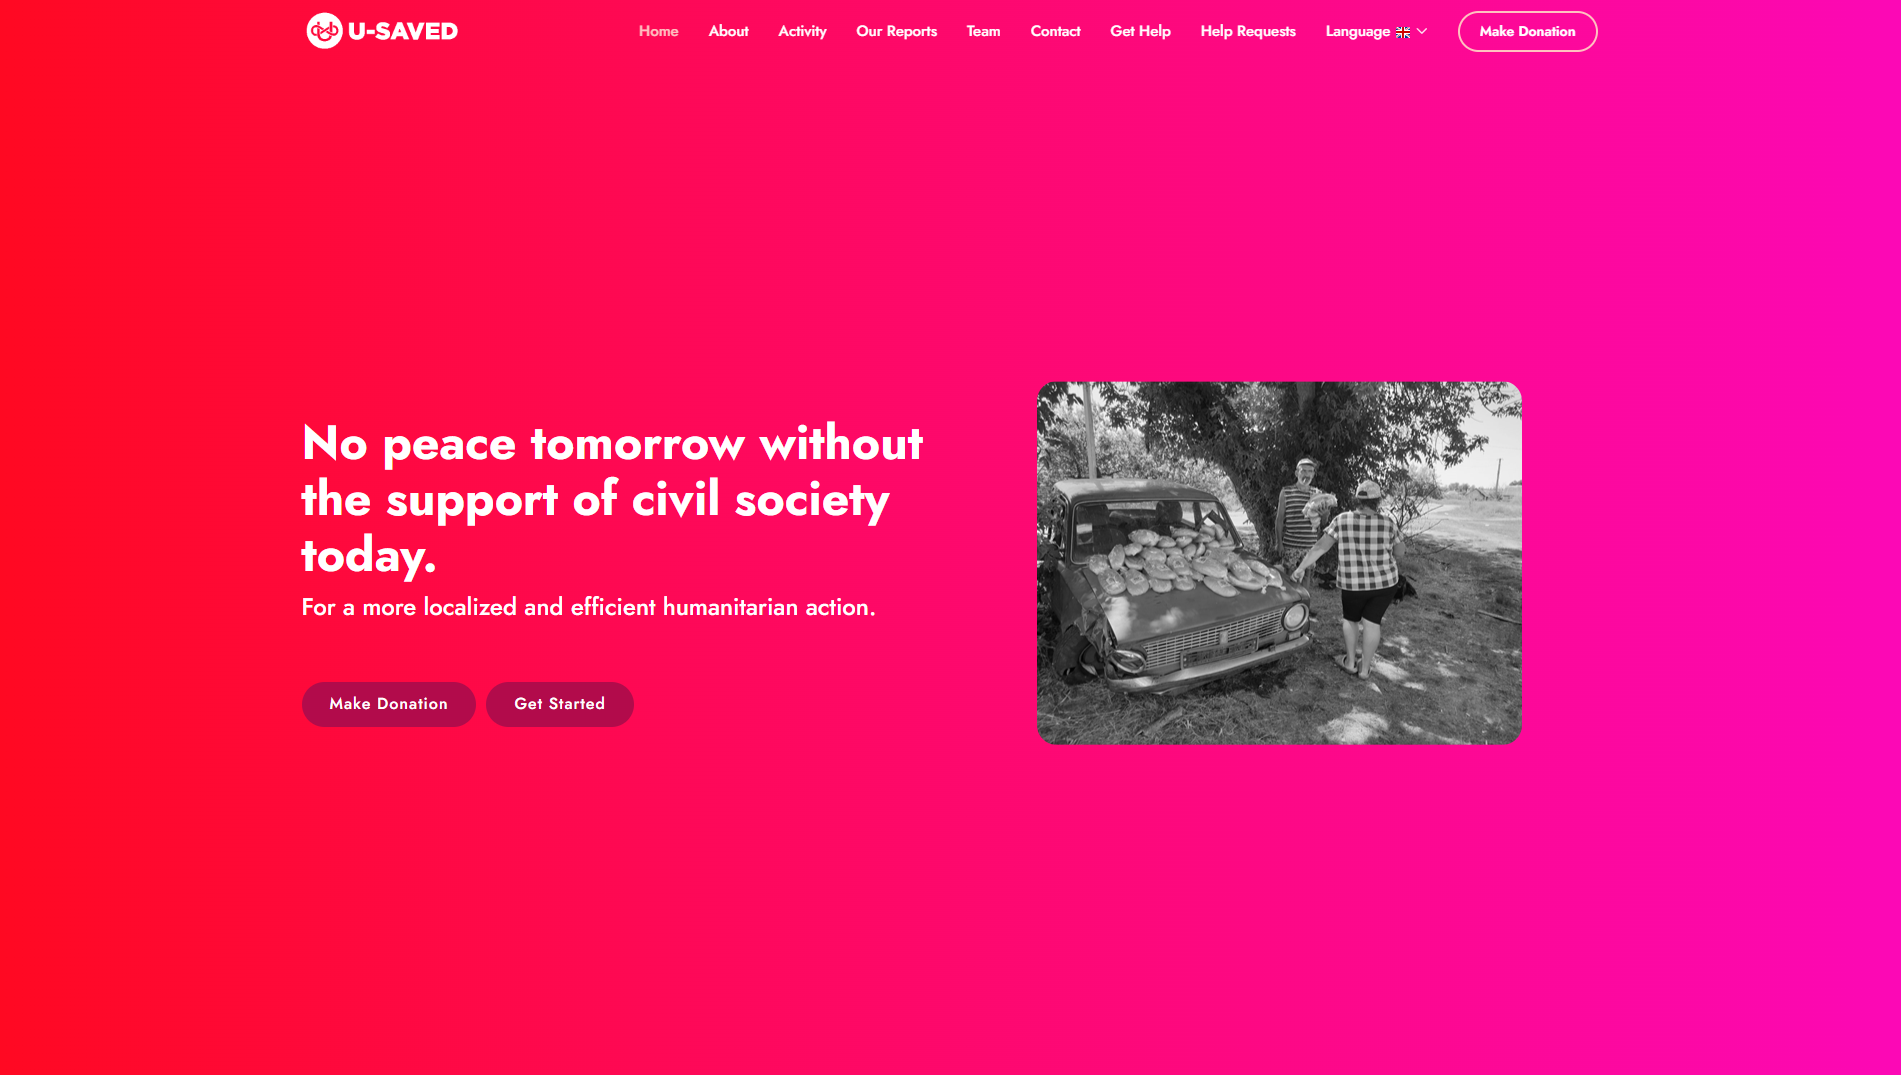 U-SAVED
Home
About
Activity
Our Reports
Team
Contact
Get Help
Help Requests
Language
Make Donation
No peace tomorrow without
the support of civil society
today.
For a more localized and efficient humanitarian action.
Make Donation
Get Started